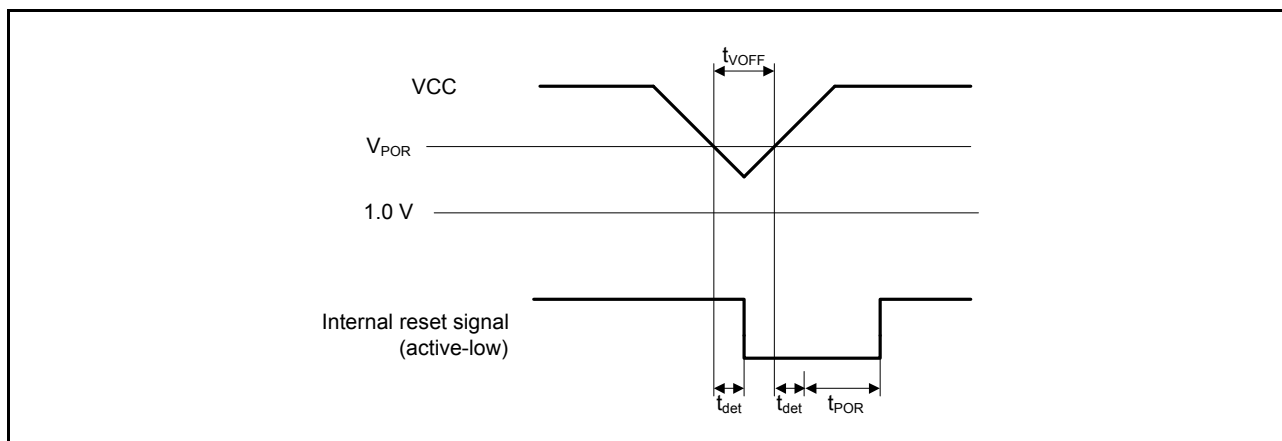 tVOFF
VCC
VPOR
1.0 V
Internal reset signal
(active-low)
tdet
tdet
tPOR